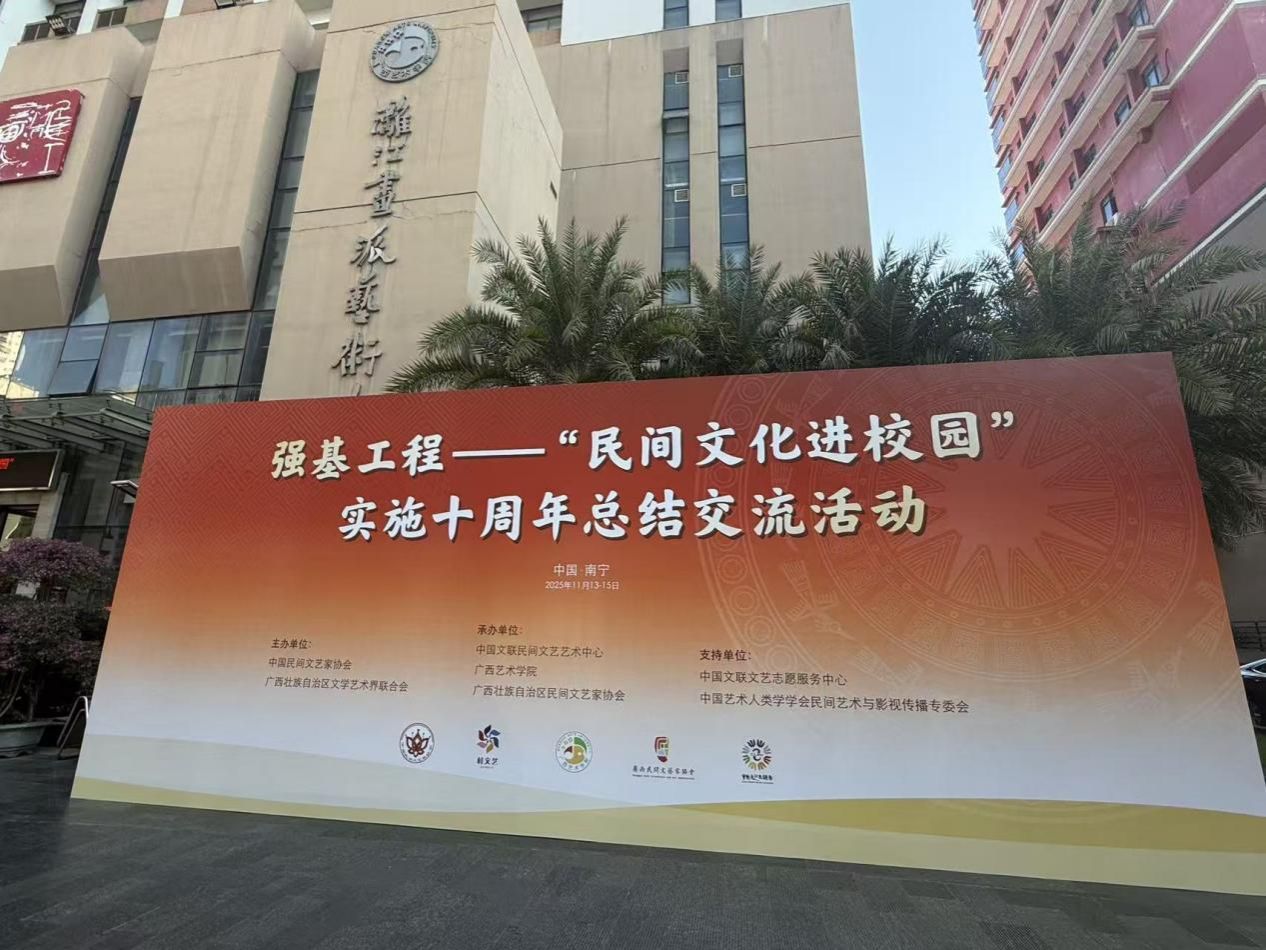 漓江畫派藝術
强基工程——“民间文化进校园”
实施十周年总结交流活动
中国·南宁
2025年11月13-15日
主办单位:
中国民间文艺家协会
广西壮族自治区文学艺术界联合会
承办单位:
中国文联民间文艺艺术中心
广西艺术学院
广西壮族自治区民间文艺家协会
支持单位:
中国文联文艺志愿服务中心
中国艺术人类学学会民间艺术与影视传播专委会